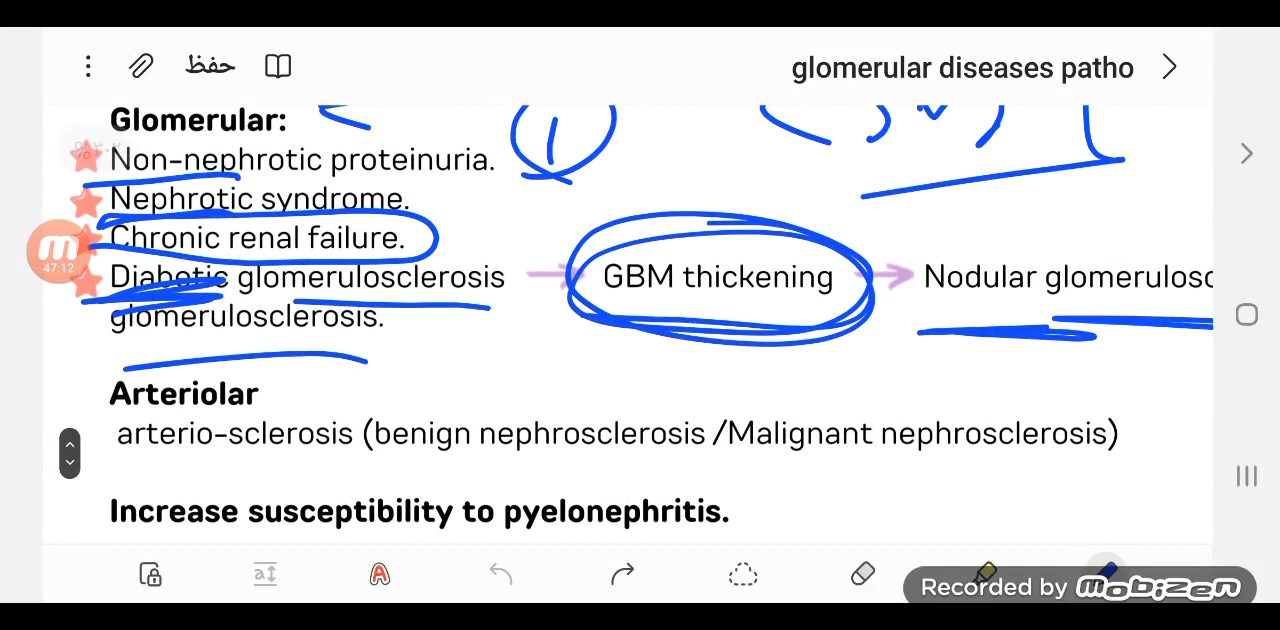 حفظ
glomerular diseases patho
Glomerular:
Non-nephrotic proteinuria.
Nephrotic syndrome.
Chronic renal failure.
47:12
Diabetic glomerulosclerosis GBM thickening Nodular glomerulosc
glomerulosclerosis.
Arteriolar
arterio-sclerosis (benign nephrosclerosis /Malignant nephrosclerosis)
Increase susceptibility to pyelonephritis.
Recorded by mobizen